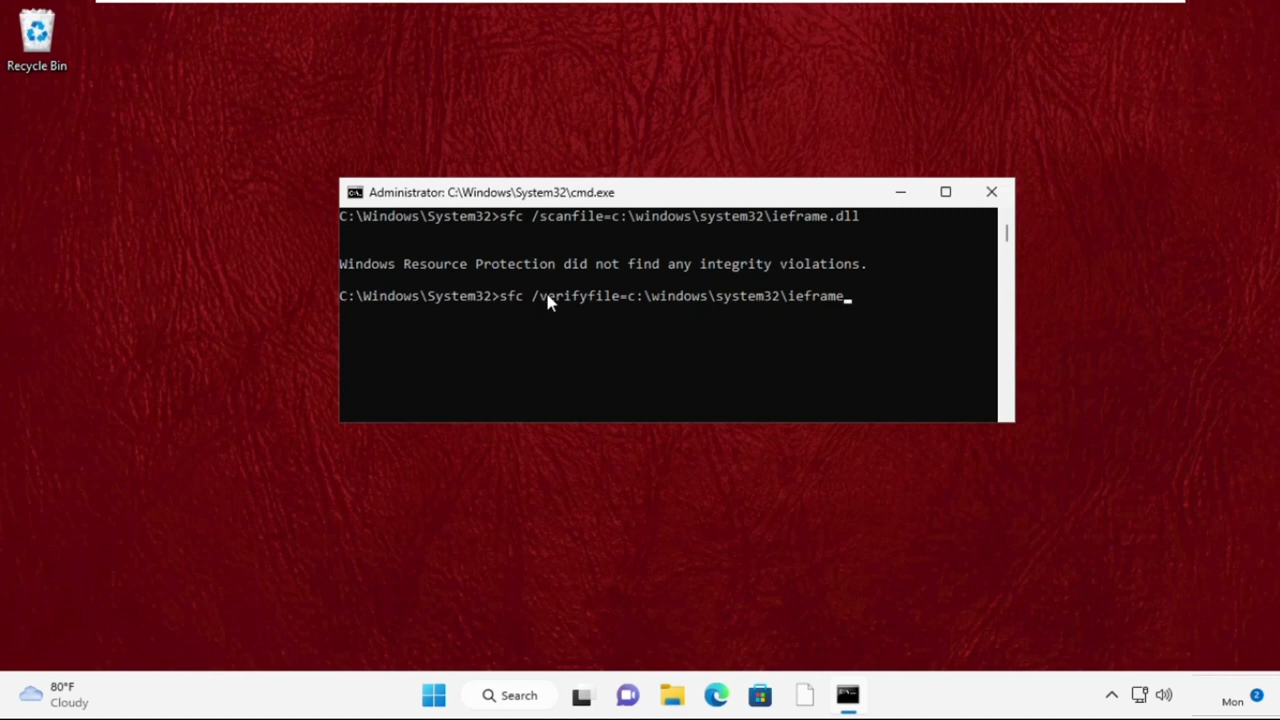 Recycle Bin
Administrator: C:\Windows\System32\cmd.exe
C:\Windows\System32>sfc /scanfile=c:\windows\system32\ieframe.dll
Windows Resource Protection did not find any integrity violations.
C:\Windows\System32>sfc /verifyfile=c:\windows\system32\ieframe_
80°F
Cloudy
Search
Mon 2